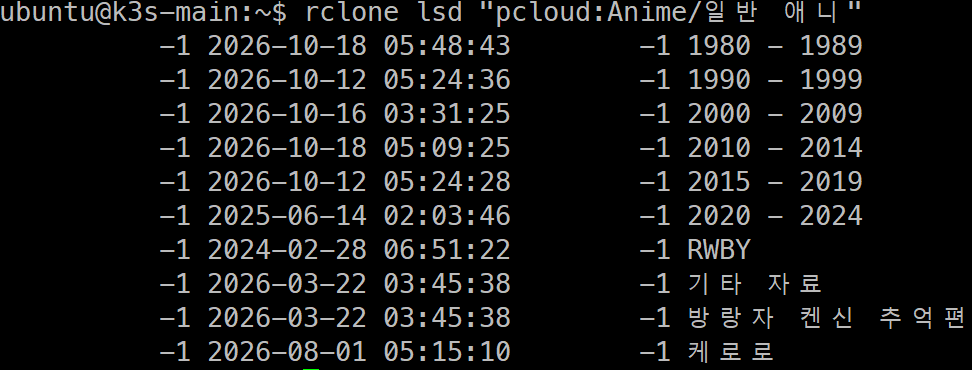 ubuntu@k3s-main:~$ rclone lsd "pcloud:Anime/일반 애니"
-1 2026-10-18 05:48:43 -1 1980 - 1989
-1 2026-10-12 05:24:36 -1 1990 - 1999
-1 2026-10-16 03:31:25 -1 2000 - 2009
-1 2026-10-18 05:09:25 -1 2010 - 2014
-1 2026-10-12 05:24:28 -1 2015 - 2019
-1 2025-06-14 02:03:46 -1 2020 - 2024
-1 2024-02-28 06:51:22 -1 RWBY
-1 2026-03-22 03:45:38 -1 기타 자료
-1 2026-03-22 03:45:38 -1 방랑자 켄신 추억편
-1 2026-08-01 05:15:10 -1 케로로